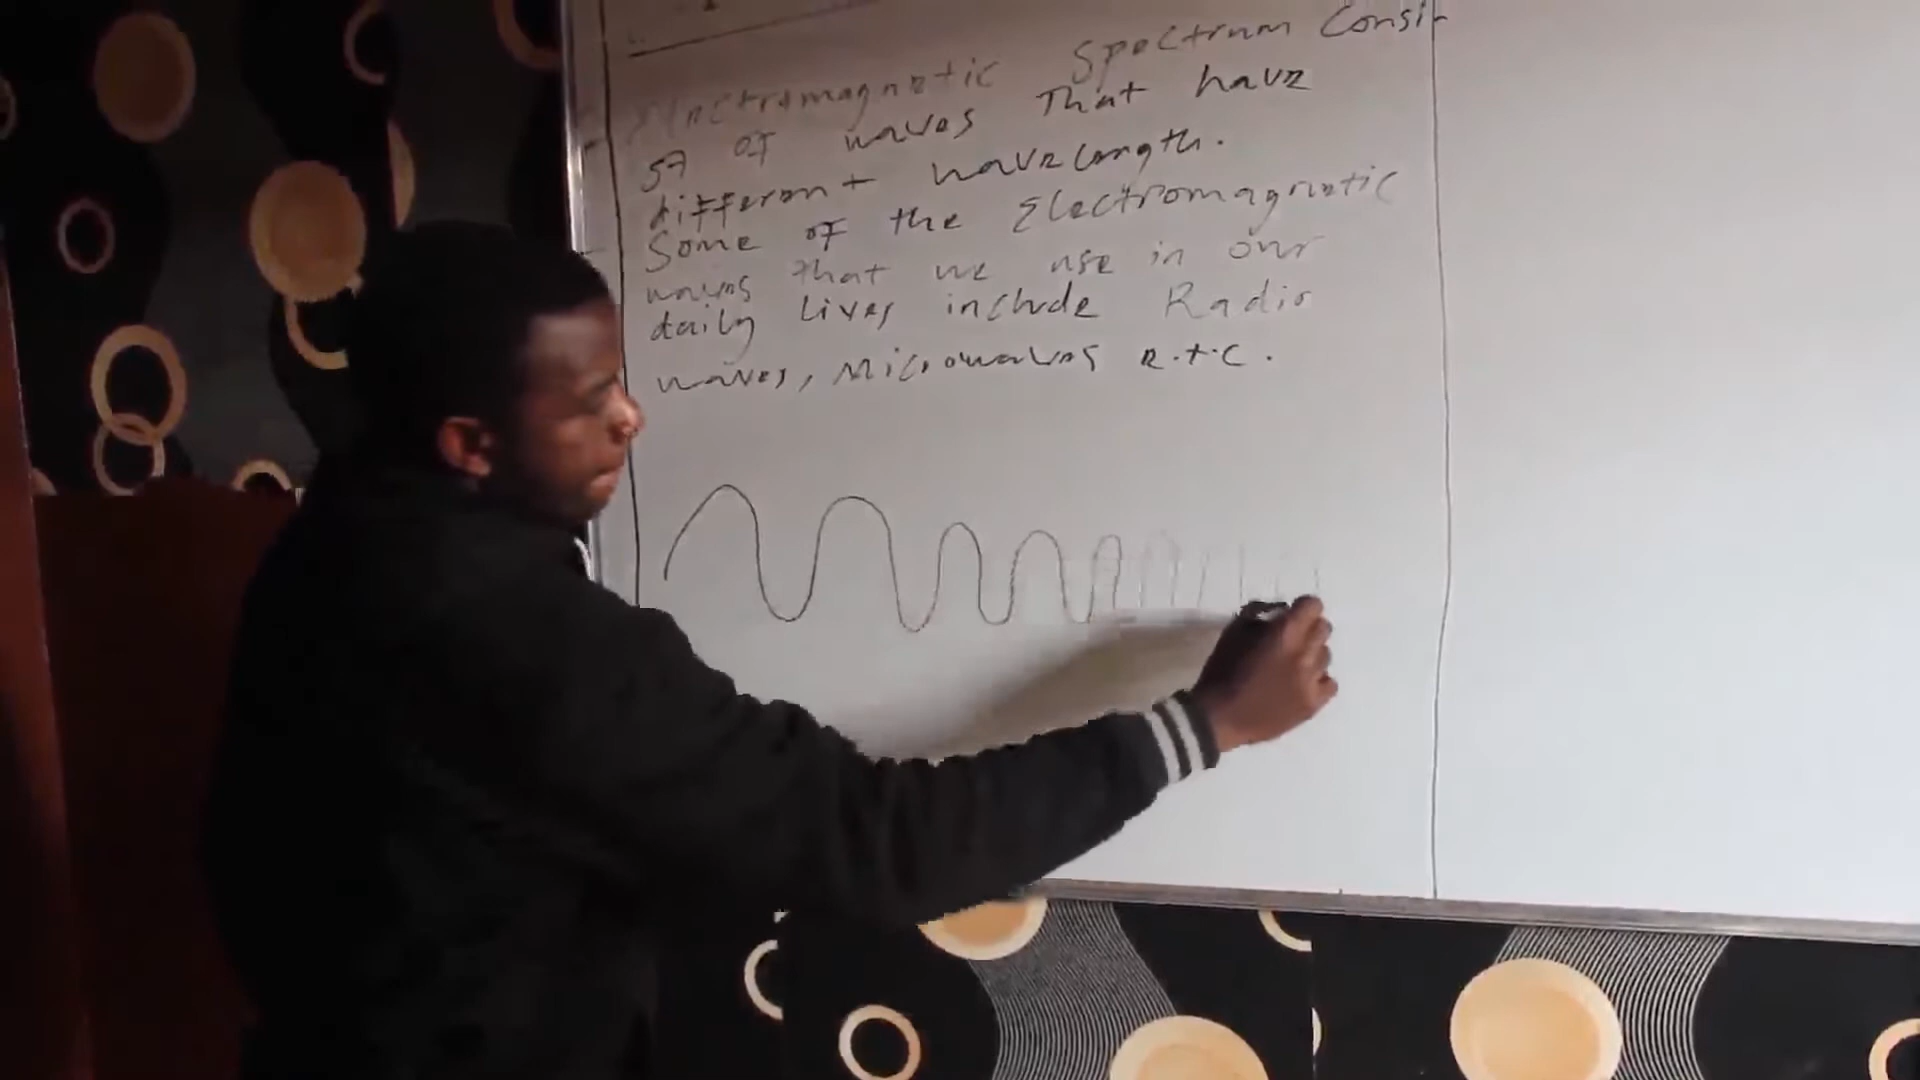 Electromagnetic Spectrum Consi-
st of waves That have
different wavelength.
Some of the Electromagnetic
waves that we use in our
daily lives include Radio
waves, Microwaves e.t.c.